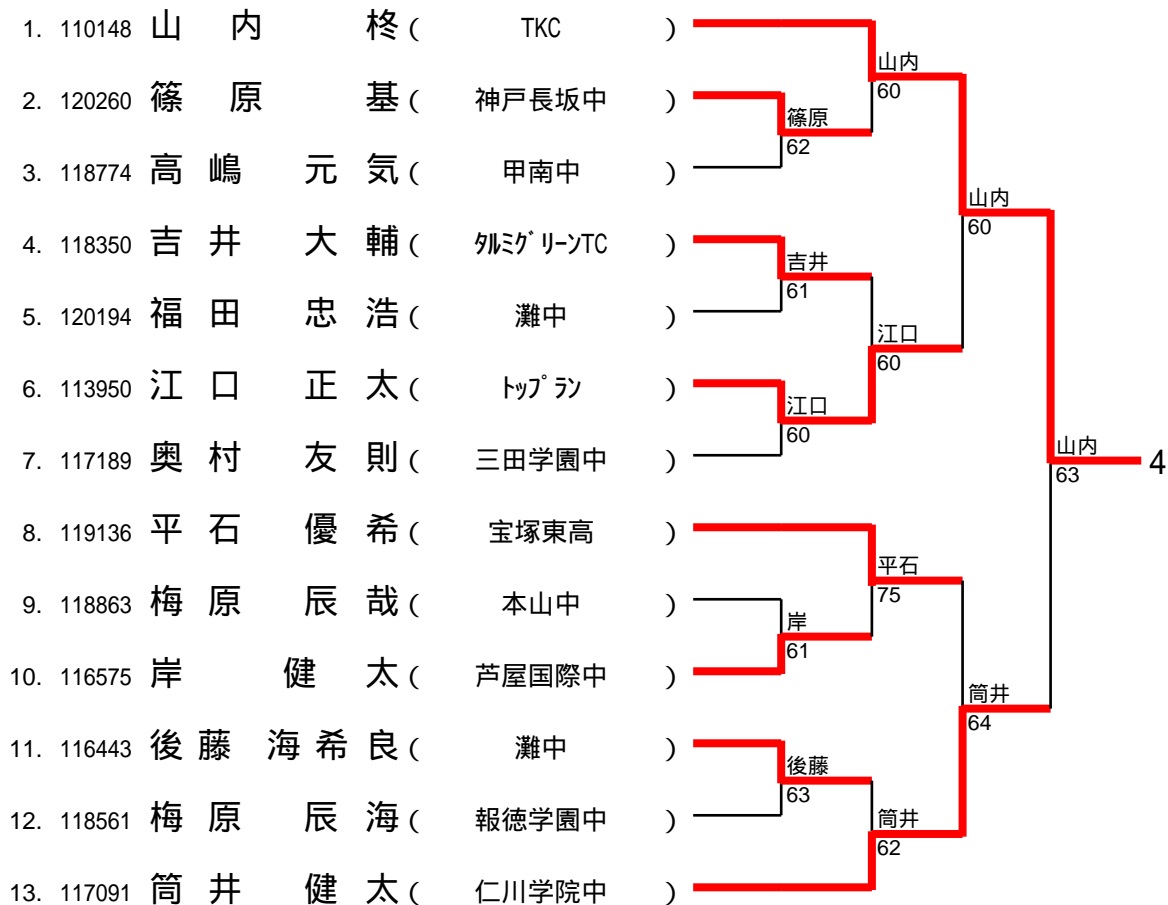 1. 110148 山内 柊 ( TKC )
山内
60
2. 120260 篠原 基 ( 神戸長坂中 )
篠原
62
3. 118774 高嶋 元気 ( 甲南中 )
山内
60
4. 118350 吉井 大輔 ( ﾀﾙﾐｸﾞﾘｰﾝTC )
吉井
61
5. 120194 福田 忠浩 ( 灘中 )
江口
60
6. 113950 江口 正太 ( ﾄｯﾌﾟﾗﾝ )
江口
60
7. 117189 奥村 友則 ( 三田学園中 )
山内
63
4
8. 119136 平石 優希 ( 宝塚東高 )
平石
75
9. 118863 梅原 辰哉 ( 本山中 )
岸
61
10. 116575 岸 健太 ( 芦屋国際中 )
筒井
64
11. 116443 後藤 海希良 ( 灘中 )
後藤
63
12. 118561 梅原 辰海 ( 報徳学園中 )
筒井
62
13. 117091 筒井 健太 ( 仁川学院中 )